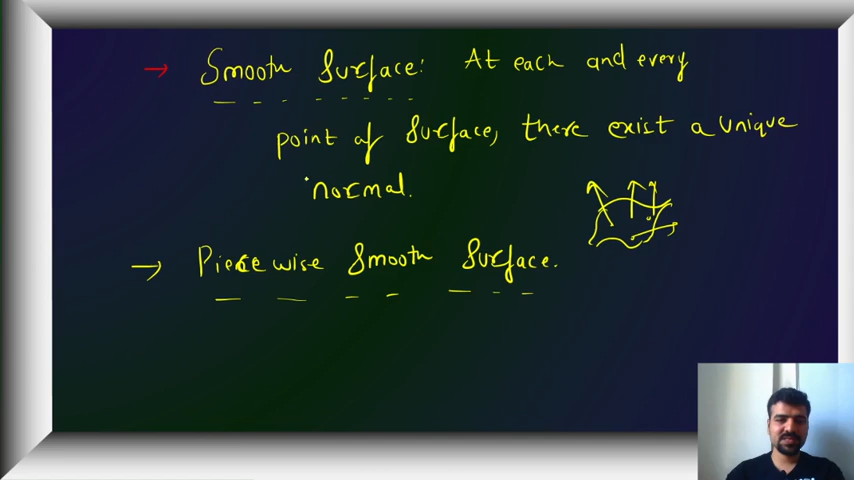 → Smooth Surface: At each and every
point of Surface, there exist a unique
normal.
→ Piecewise Smooth Surface.